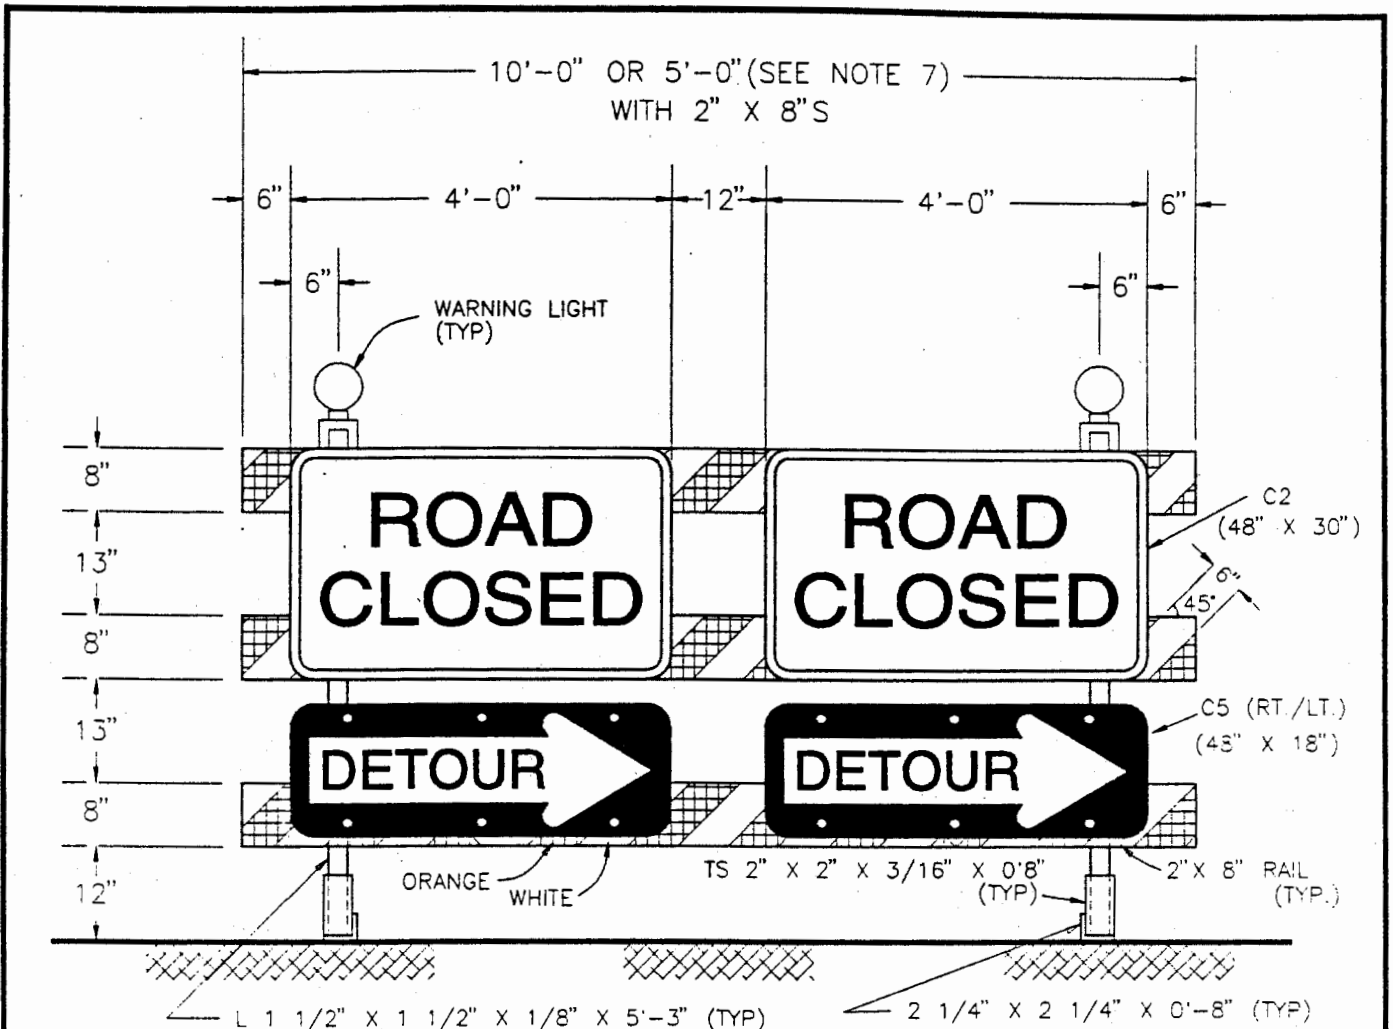 10'-0" OR 5'-0" (SEE NOTE 7)
WITH 2" X 8"S
6" 4'-0" 12" 4'-0" 6"
6" 6"
WARNING LIGHT
(TYP)
8"
13"
8"
13"
8"
12"
ROAD
CLOSED
ROAD
CLOSED
C2
(48" X 30")
6"
45°
DETOUR
DETOUR
C5 (RT./LT.)
(48" X 18")
ORANGE
WHITE
TS 2" X 2" X 3/16" X 0'8"
(TYP)
2"X 8" RAIL
(TYP.)
L 1 1/2" X 1 1/2" X 1/8" X 5'-3" (TYP)
2 1/4" X 2 1/4" X 0'-8" (TYP)